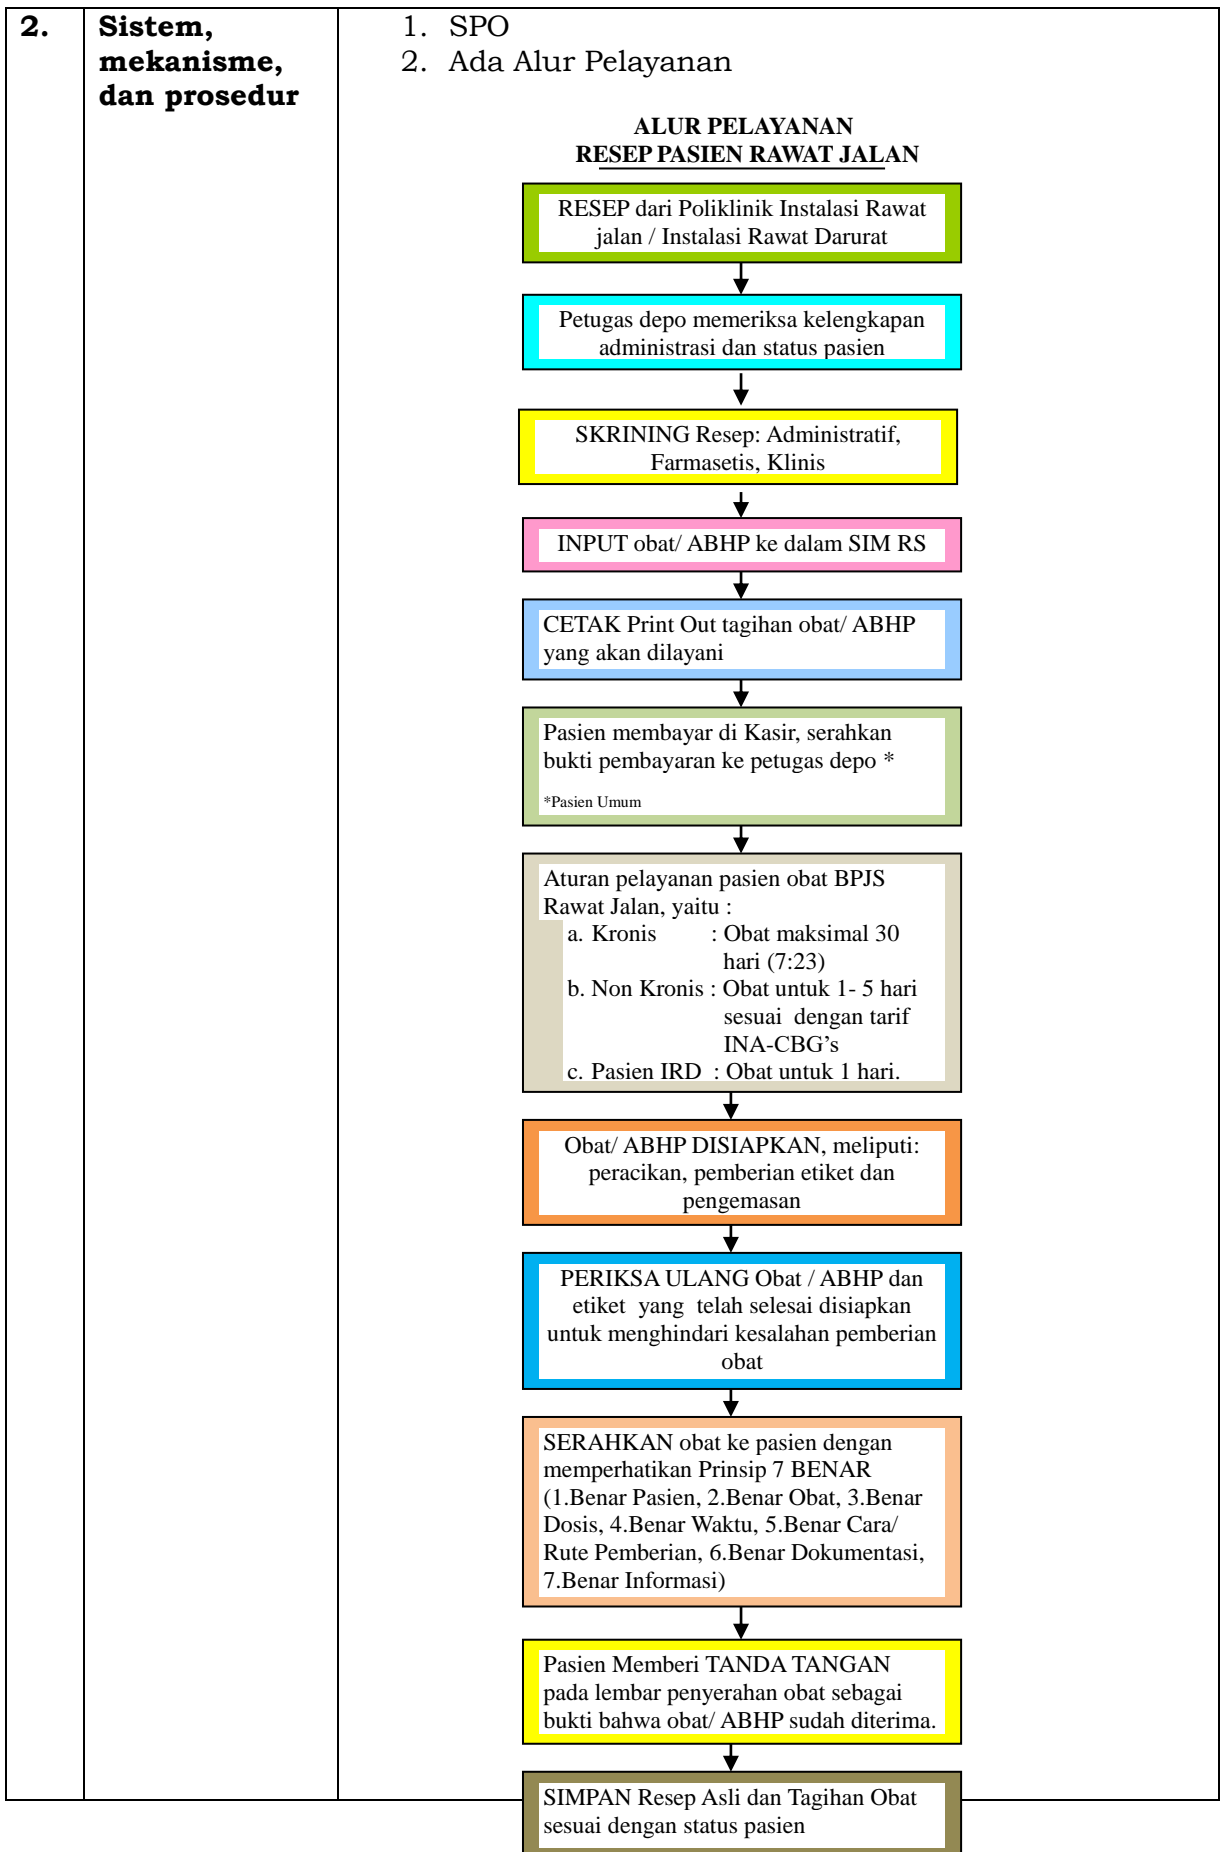 2.
Sistem,
mekanisme,
dan prosedur
1. SPO
2. Ada Alur Pelayanan
ALUR PELAYANAN
RESEP PASIEN RAWAT JALAN
RESEP dari Poliklinik Instalasi Rawat
jalan / Instalasi Rawat Darurat
Petugas depo memeriksa kelengkapan
administrasi dan status pasien
SKRINING Resep: Administratif,
Farmasetis, Klinis
INPUT obat/ ABHP ke dalam SIM RS
CETAK Print Out tagihan obat/ ABHP
yang akan dilayani
Pasien membayar di Kasir, serahkan
bukti pembayaran ke petugas depo *
*Pasien Umum
Aturan pelayanan pasien obat BPJS
Rawat Jalan, yaitu :
a. Kronis : Obat maksimal 30
hari (7:23)
b. Non Kronis : Obat untuk 1- 5 hari
sesuai dengan tarif
INA-CBG’s
c. Pasien IRD : Obat untuk 1 hari.
Obat/ ABHP DISIAPKAN, meliputi:
peracikan, pemberian etiket dan
pengemasan
PERIKSA ULANG Obat / ABHP dan
etiket yang telah selesai disiapkan
untuk menghindari kesalahan pemberian
obat
SERAHKAN obat ke pasien dengan
memperhatikan Prinsip 7 BENAR
(1.Benar Pasien, 2.Benar Obat, 3.Benar
Dosis, 4.Benar Waktu, 5.Benar Cara/
Rute Pemberian, 6.Benar Dokumentasi,
7.Benar Informasi)
Pasien Memberi TANDA TANGAN
pada lembar penyerahan obat sebagai
bukti bahwa obat/ ABHP sudah diterima.
SIMPAN Resep Asli dan Tagihan Obat
sesuai dengan status pasien